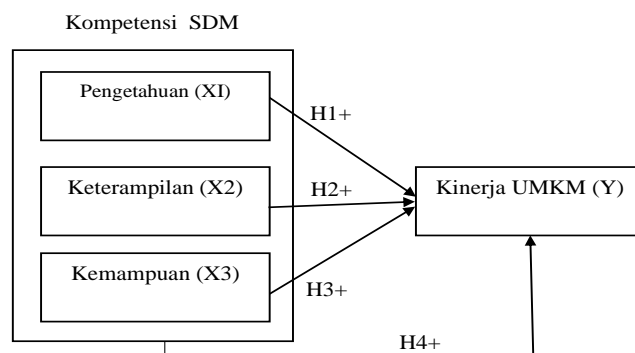 Kompetensi SDM
Pengetahuan (XI)
H1+
Keterampilan (X2)
H2+
Kinerja UMKM (Y)
Kemampuan (X3)
H3+
H4+